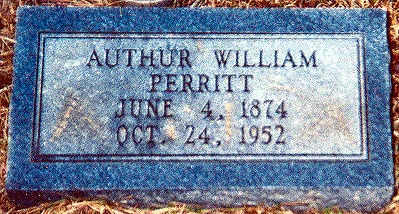 AUTHUR WILLIAM
PERRITT
JUNE 4, 1874
OCT. 24, 1952